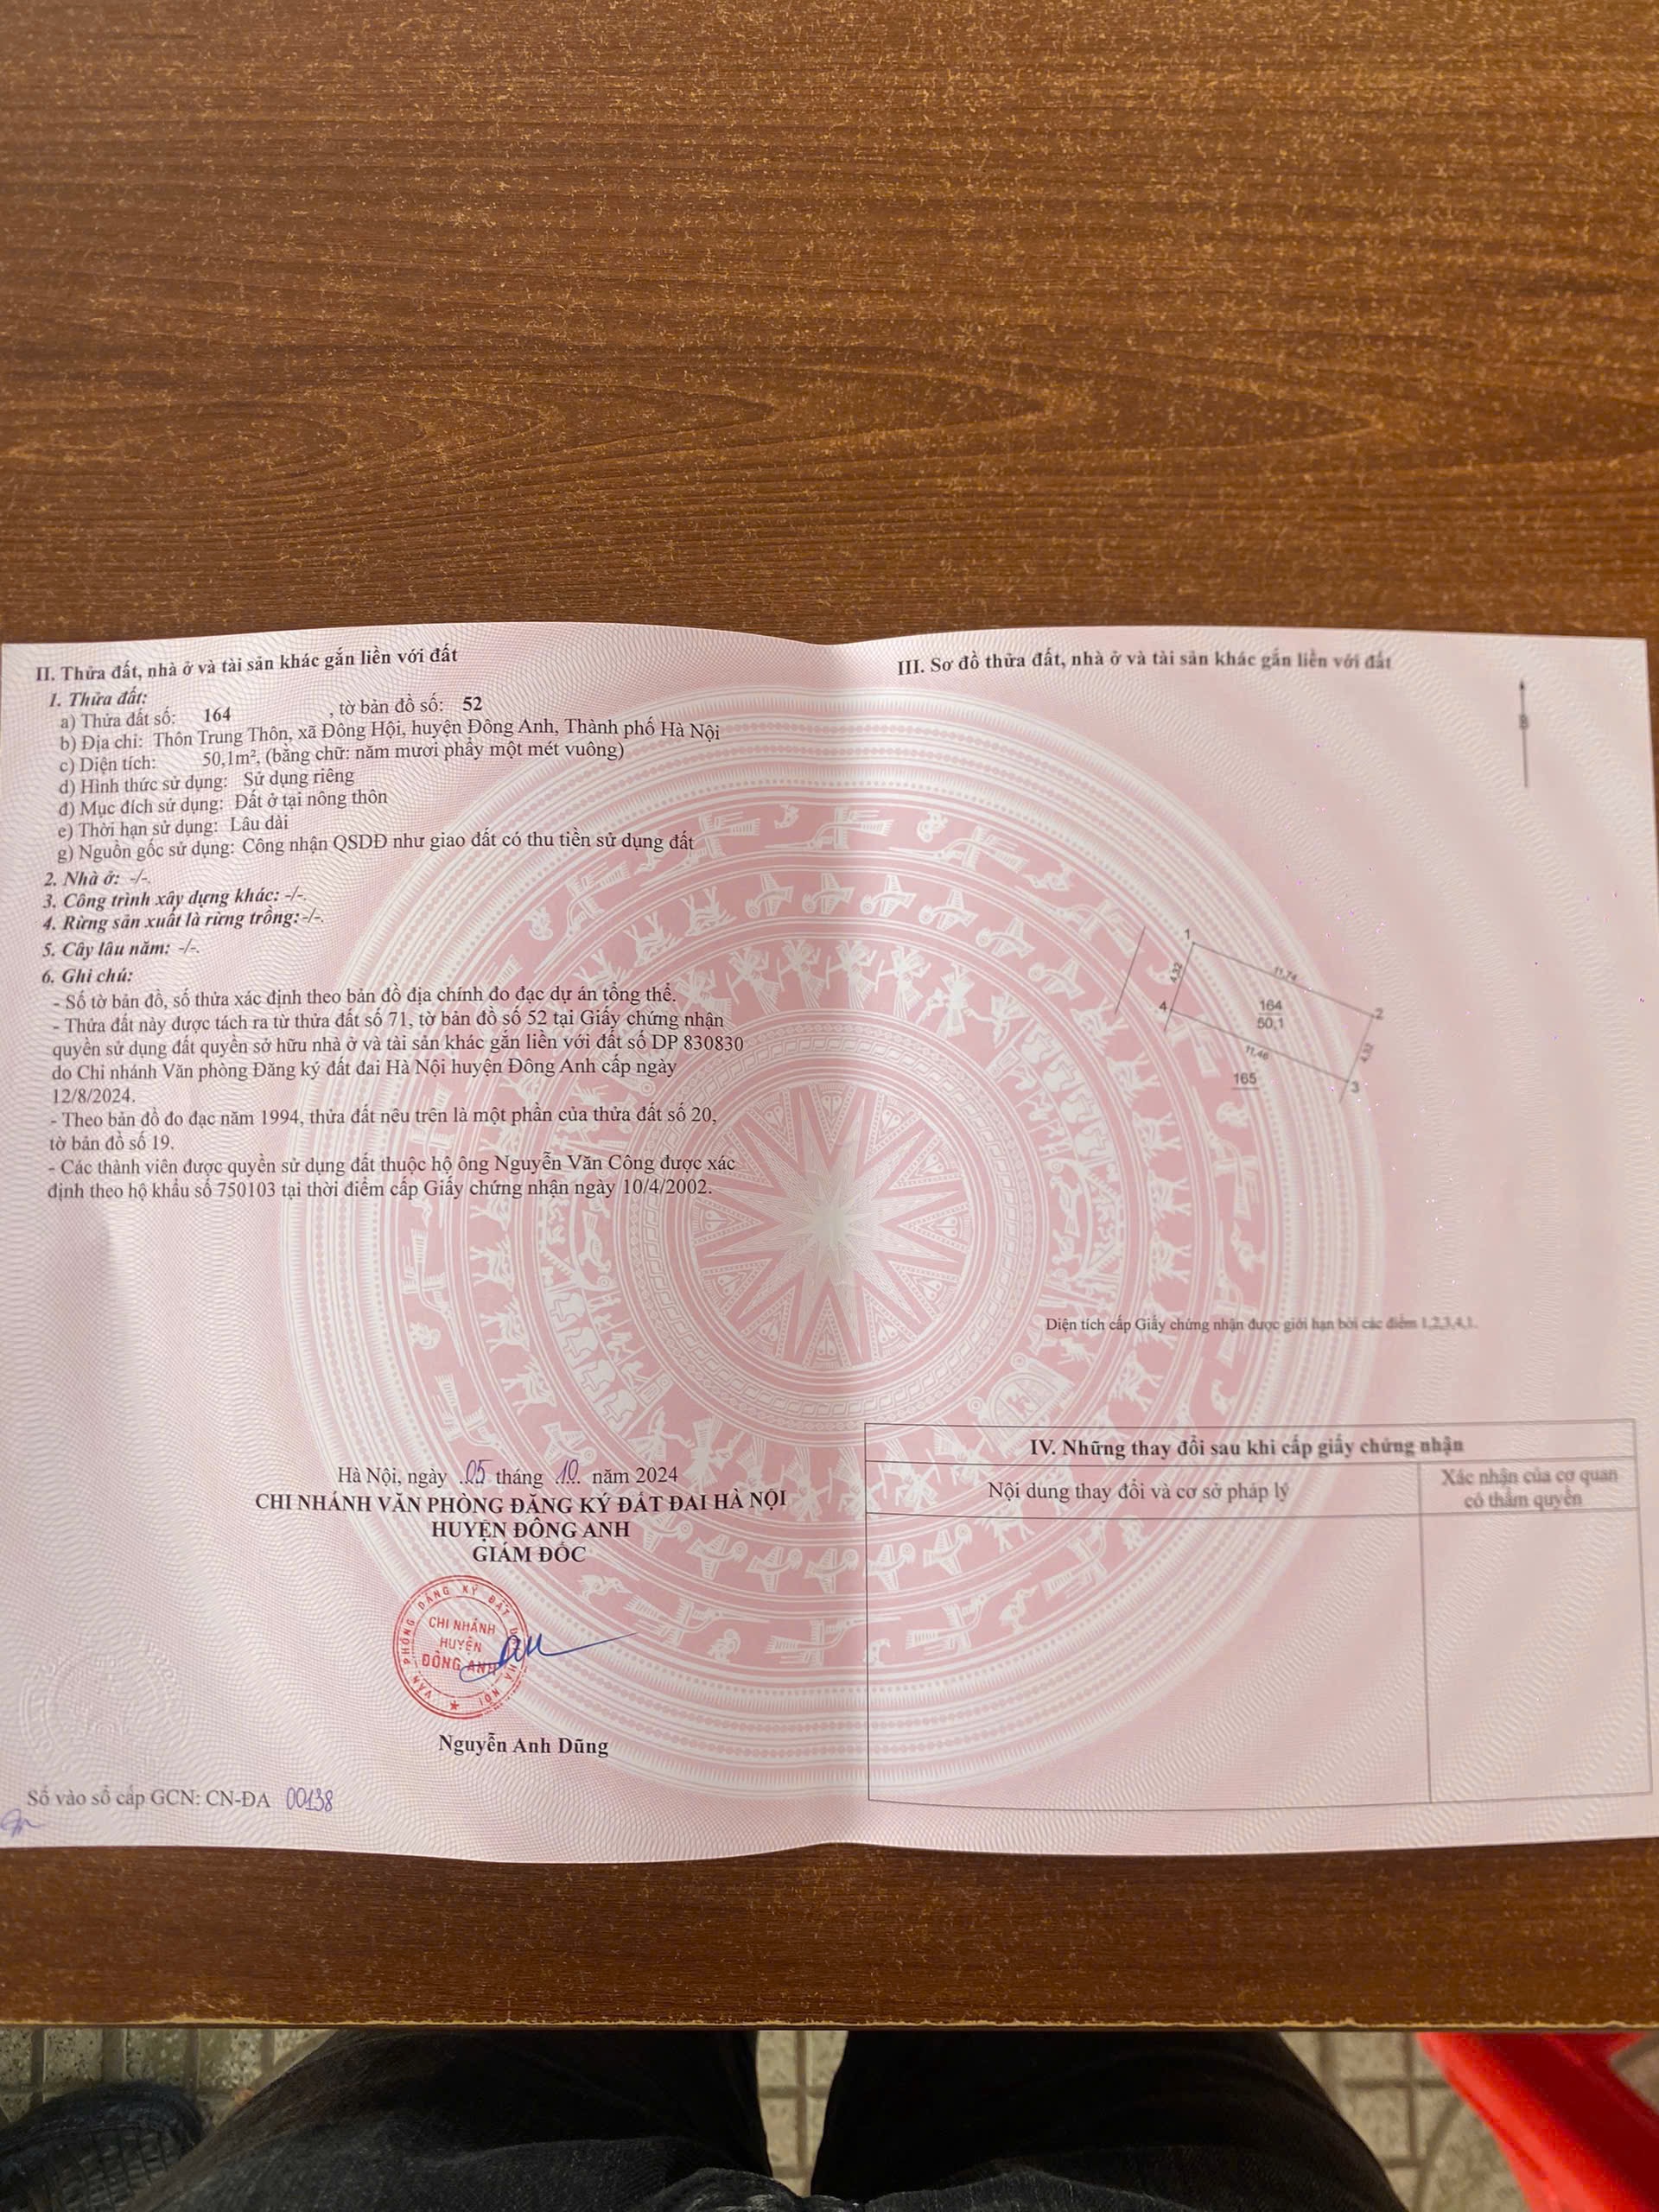 II. Thửa đất, nhà ở và tài sản khác gắn liền với đất
1. Thửa đất:
a) Thửa đất số: 164 , tờ bản đồ số: 52
b) Địa chỉ: Thôn Trung Thôn, xã Đông Hội, huyện Đông Anh, Thành phố Hà Nội
c) Diện tích: 50,1m², (bằng chữ: năm mươi phẩy một mét vuông)
d) Hình thức sử dụng: Sử dụng riêng
đ) Mục đích sử dụng: Đất ở tại nông thôn
e) Thời hạn sử dụng: Lâu dài
g) Nguồn gốc sử dụng: Công nhận QSDĐ như giao đất có thu tiền sử dụng đất
2. Nhà ở: -/-.
3. Công trình xây dựng khác: -/-.
4. Rừng sản xuất là rừng trồng: -/-.
5. Cây lâu năm: -/-.
6. Ghi chú:
- Số tờ bản đồ, số thửa xác định theo bản đồ địa chính đo đạc dự án tổng thể.
- Thửa đất này được tách ra từ thửa đất số 71, tờ bản đồ số 52 tại Giấy chứng nhận
quyền sử dụng đất quyền sở hữu nhà ở và tài sản khác gắn liền với đất số DP 830830
do Chi nhánh Văn phòng Đăng ký đất đai Hà Nội huyện Đông Anh cấp ngày
12/8/2024.
- Theo bản đồ đo đạc năm 1994, thửa đất nêu trên là một phần của thửa đất số 20,
tờ bản đồ số 19.
- Các thành viên được quyền sử dụng đất thuộc hộ ông Nguyễn Văn Công được xác
định theo hộ khẩu số 750103 tại thời điểm cấp Giấy chứng nhận ngày 10/4/2002.
Hà Nội, ngày 05 tháng 10 năm 2024
CHI NHÁNH VĂN PHÒNG ĐĂNG KÝ ĐẤT ĐAI HÀ NỘI
HUYỆN ĐÔNG ANH
GIÁM ĐỐC
VĂN PHÒNG ĐĂNG KÝ ĐẤT ĐAI HÀ NỘI
CHI NHÁNH
HUYỆN
ĐÔNG ANH
Nguyễn Anh Dũng
Số vào sổ cấp GCN: CN-ĐA 00138
III. Sơ đồ thửa đất, nhà ở và tài sản khác gắn liền với đất
B
1
11,74
4,32
4
164
50,1
2
11,46
4,32
165
3
Diện tích cấp Giấy chứng nhận được giới hạn bởi các điểm 1,2,3,4,1.
IV. Những thay đổi sau khi cấp giấy chứng nhận
Nội dung thay đổi và cơ sở pháp lý
Xác nhận của cơ quan
có thẩm quyền